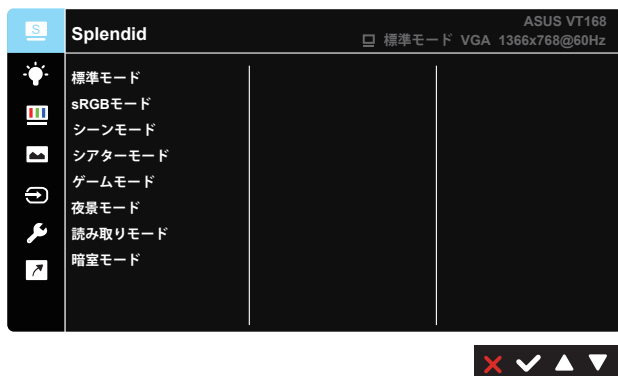 S
Splendid
ASUS VT168
標準モード VGA 1366x768@60Hz
標準モード
sRGBモード
シーンモード
シアターモード
ゲームモード
夜景モード
読み取りモード
暗室モード